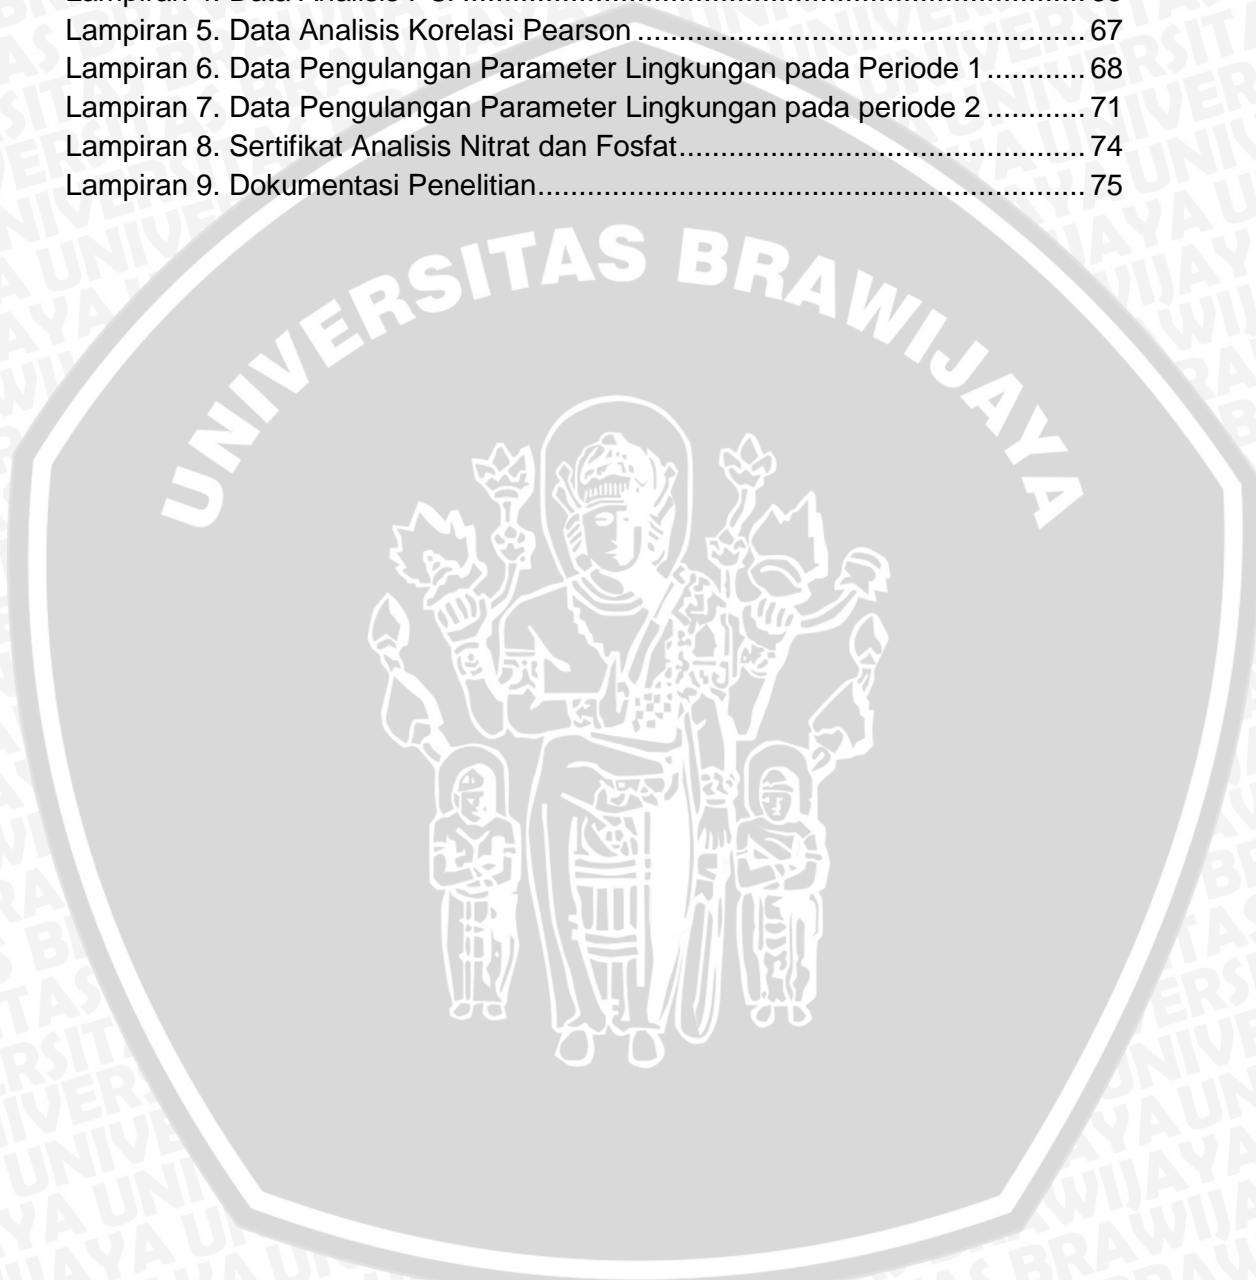 Lampiran 5. Data Analisis Korelasi Pearson ....................................................... 67
Lampiran 6. Data Pengulangan Parameter Lingkungan pada Periode 1 ............ 68
Lampiran 7. Data Pengulangan Parameter Lingkungan pada periode 2 ............ 71
Lampiran 8. Sertifikat Analisis Nitrat dan Fosfat.................................................. 74
Lampiran 9. Dokumentasi Penelitian................................................................... 75
UNIVERSITAS BRAWIJAYA